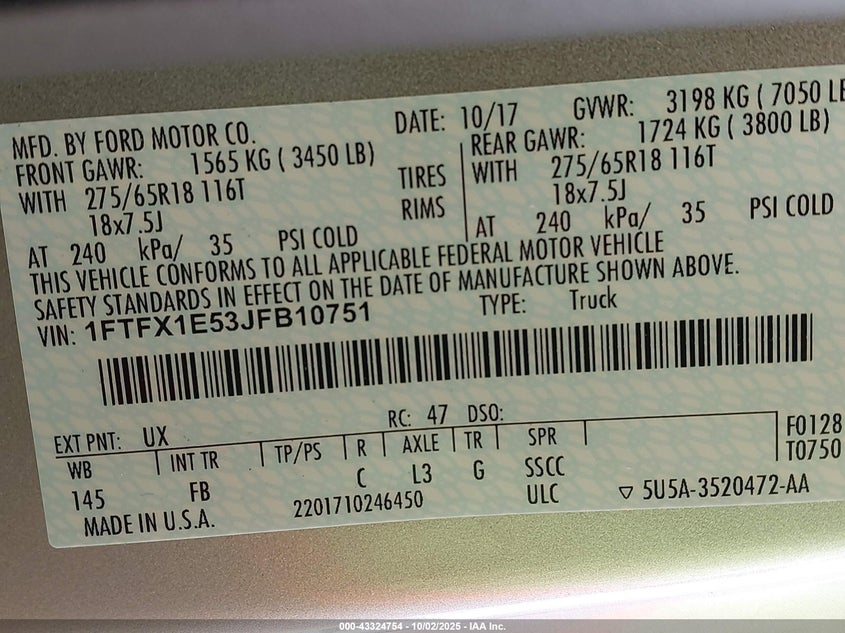 MFD. BY FORD MOTOR CO.
DATE: 10/17
GVWR: 3198 KG ( 7050 LB
FRONT GAWR: 1565 KG ( 3450 LB)
REAR GAWR: 1724 KG ( 3800 LB)
WITH 275/65R18 116T
TIRES
WITH 275/65R18 116T
18x7.5J
RIMS
18x7.5J
AT 240 kPa/ 35 PSI COLD
AT 240 kPa/ 35 PSI COLD
THIS VEHICLE CONFORMS TO ALL APPLICABLE FEDERAL MOTOR VEHICLE
SAFETY STANDARDS IN EFFECT ON THE DATE OF MANUFACTURE SHOWN ABOVE.
VIN: 1FTFX1E53JFB10751
TYPE: Truck
EXT PNT: UX
RC: 47 DSO:
WB INT TR TP/PS R AXLE TR SPR
F0128
T0750
145 FB C L3 G SSCC
2201710246450
ULC
5U5A-3520472-AA
MADE IN U.S.A.
000-43324754 - 10/02/2025 - IAA Inc.